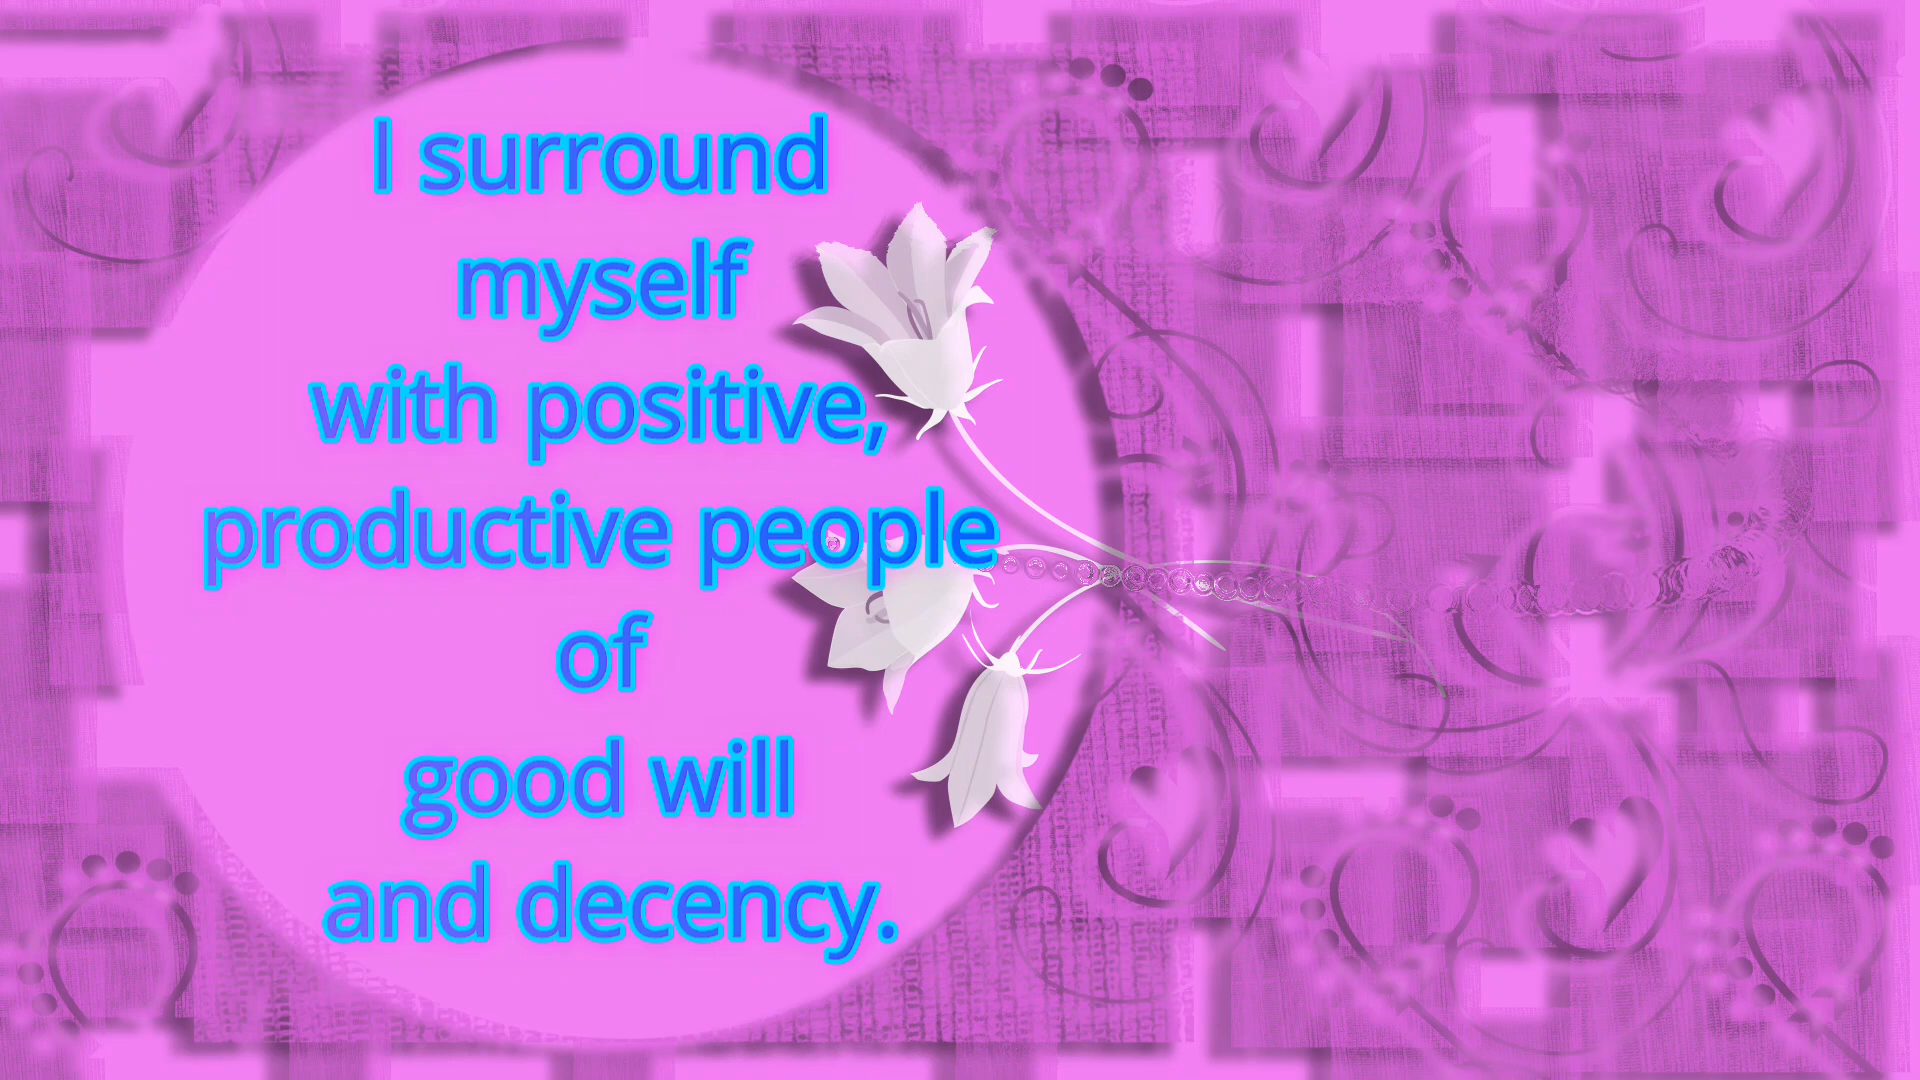 I surround
myself
with positive,
productive people
of
good will
and decency.